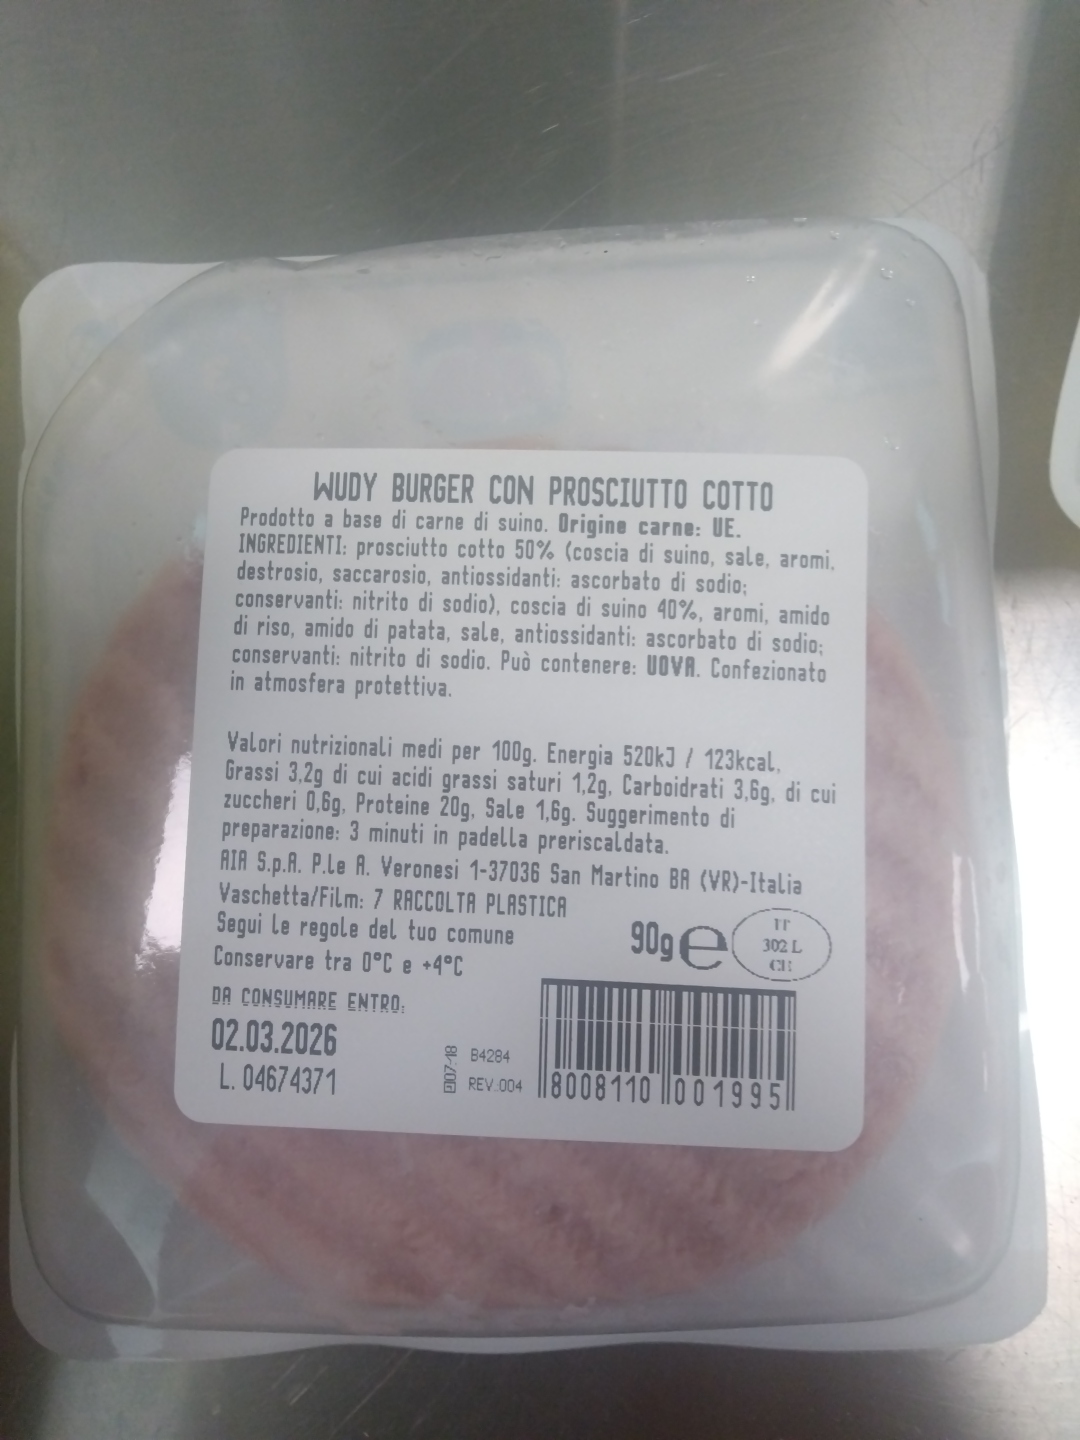 WUDY BURGER CON PROSCIUTTO COTTO
Prodotto a base di carne di suino. Origine carne: UE.
INGREDIENTI: prosciutto cotto 50% (coscia di suino, sale, aromi,
destrosio, saccarosio, antiossidanti: ascorbato di sodio;
conservanti: nitrito di sodio), coscia di suino 40%, aromi, amido
di riso, amido di patata, sale, antiossidanti: ascorbato di sodio;
conservanti: nitrito di sodio. Può contenere: UOVA. Confezionato
in atmosfera protettiva.
Valori nutrizionali medi per 100g. Energia 520kJ / 123kcal,
Grassi 3,2g di cui acidi grassi saturi 1,2g, Carboidrati 3,6g, di cui
zuccheri 0,6g, Proteine 20g, Sale 1,6g. Suggerimento di
preparazione: 3 minuti in padella preriscaldata.
AIA S.p.A. P.Le A. Veronesi 1-37036 San Martino BA (VR)-Italia
Vaschetta/Film: 7 RACCOLTA PLASTICA
Segui le regole del tuo comune
Conservare tra 0°C e +4°C
90g e
IT
302 L
CE
DA CONSUMARE ENTRO:
02.03.2026
L. 04674371
07:48
B4284
REV.004
8008110 001995